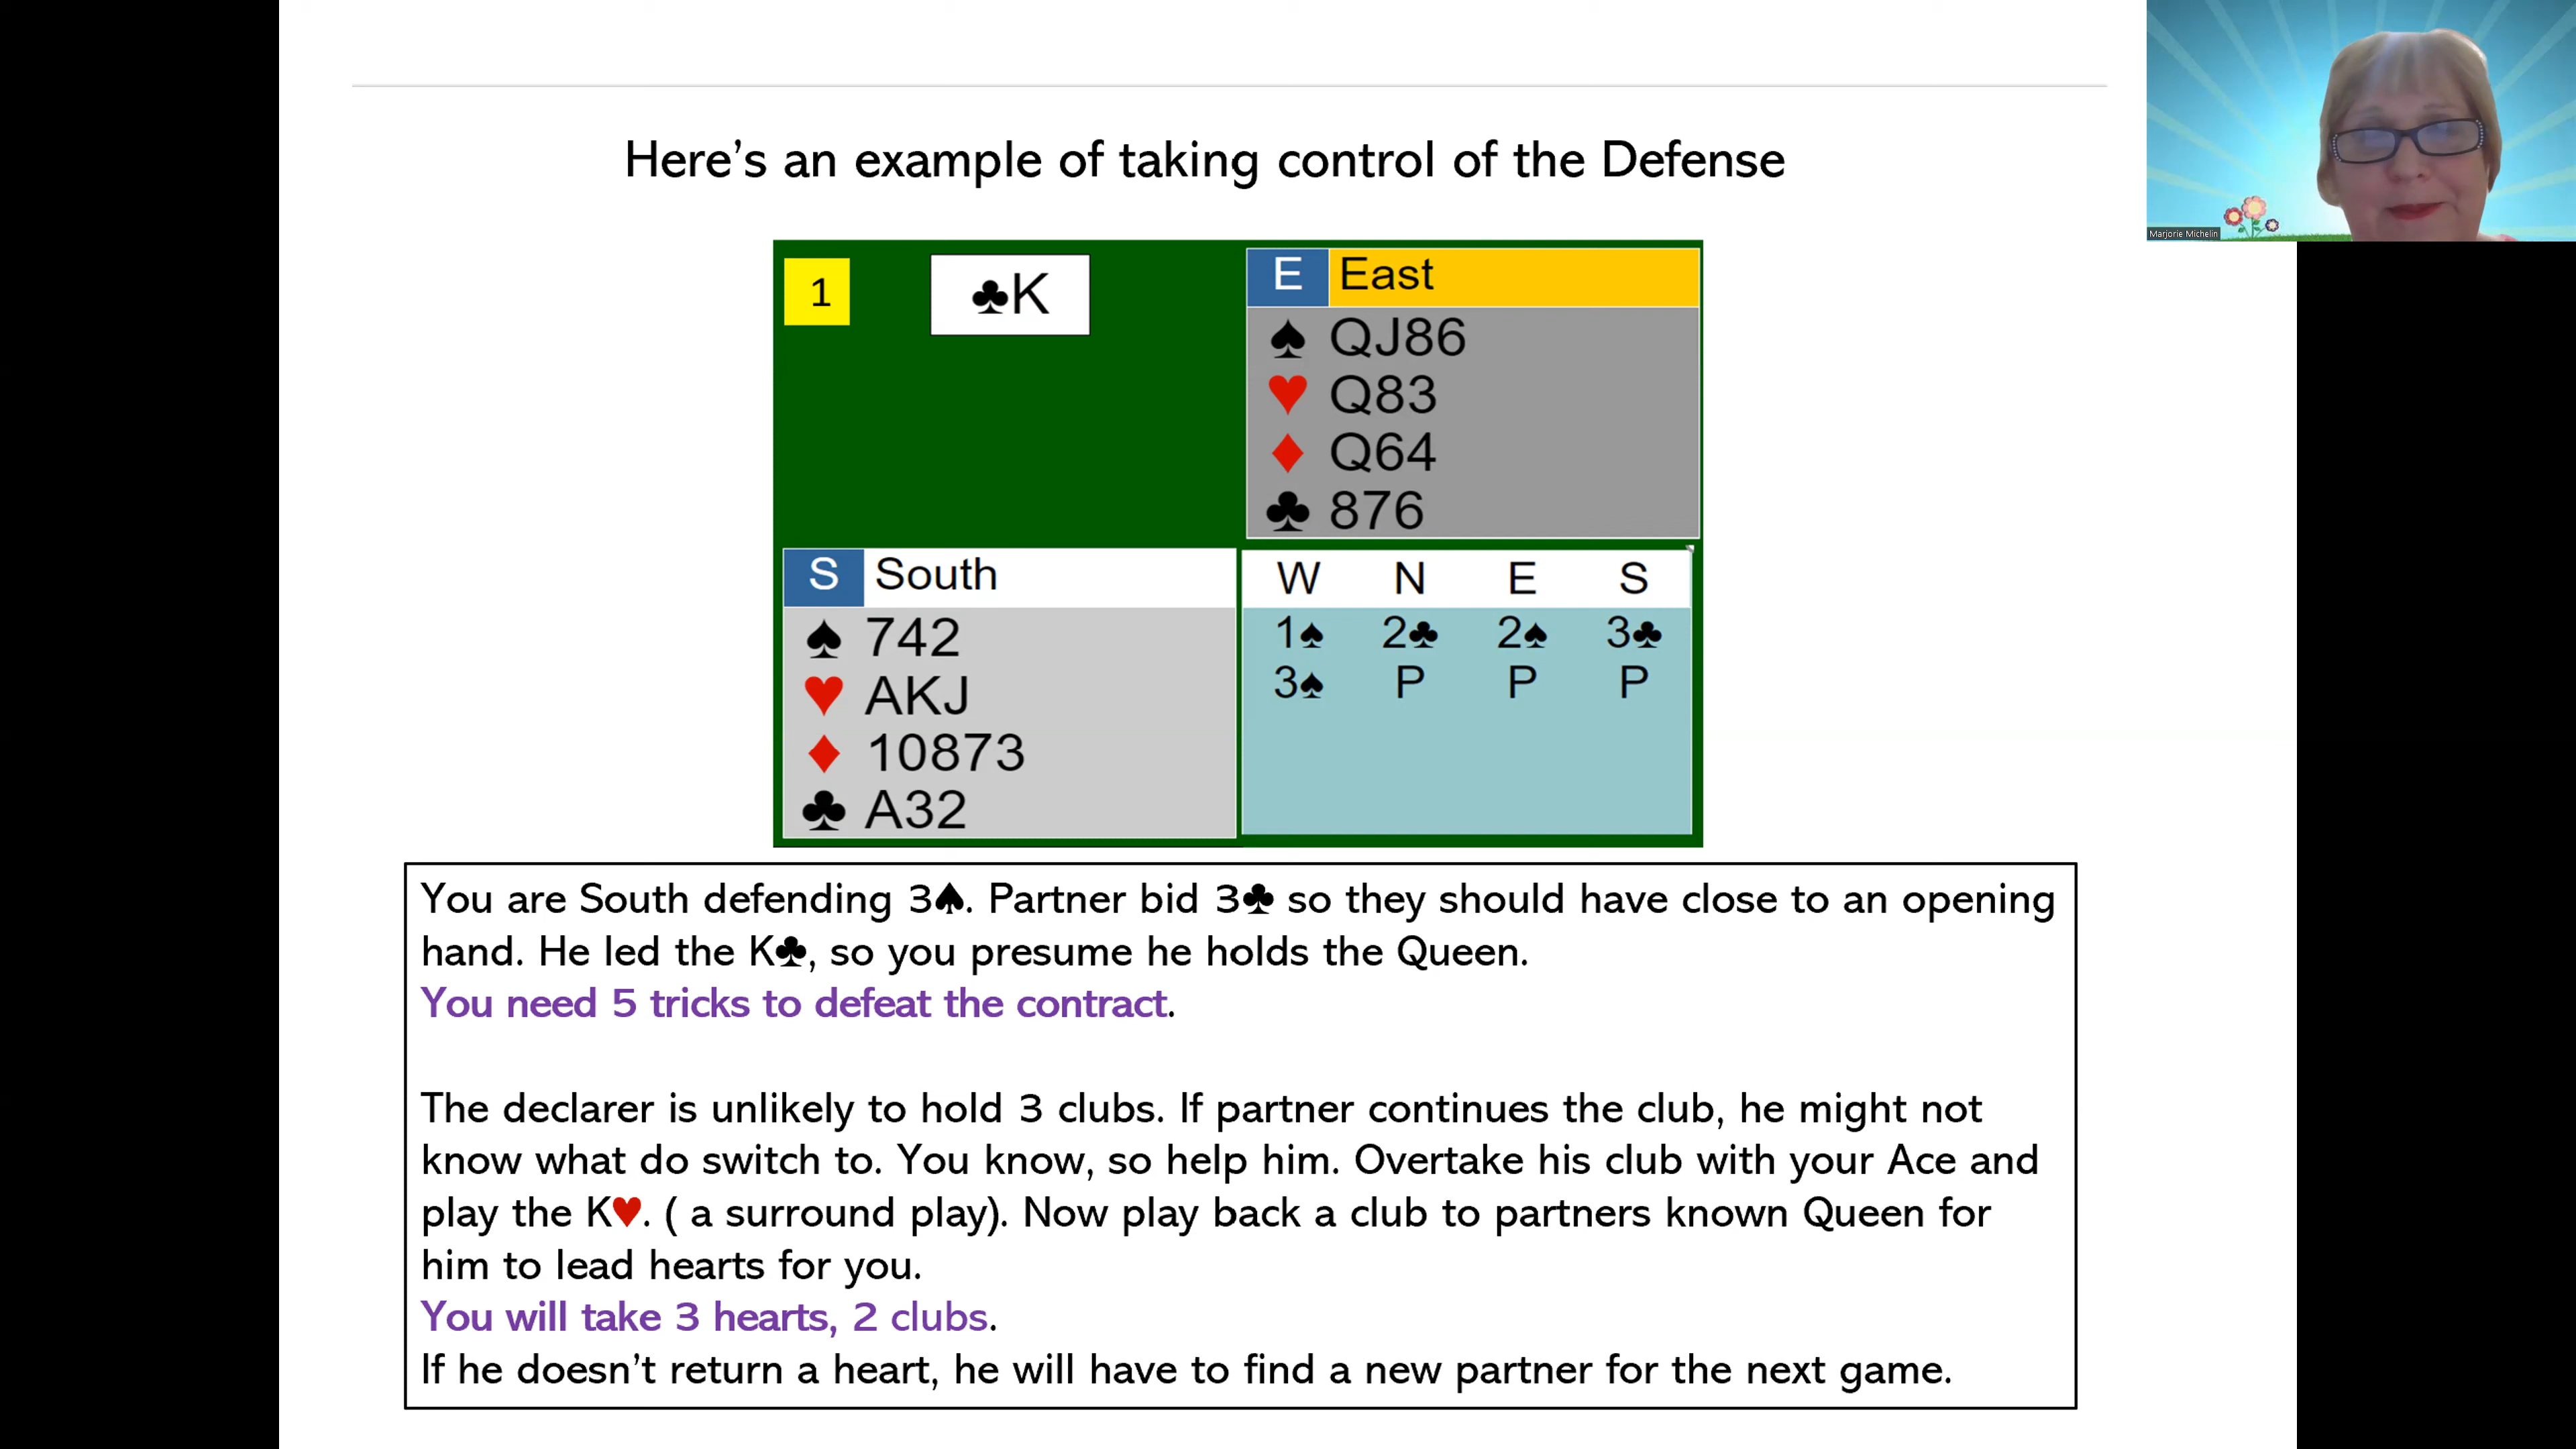 Here's an example of taking control of the Defense
1
♣K
E East
♠ QJ86
♥ Q83
♦ Q64
♣ 876
S South
♠ 742
♥ AKJ
♦ 10873
♣ A32
W N E S
1♠ 2♣ 2♠ 3♣
3♠ P P P
You are South defending 3♠. Partner bid 3♣ so they should have close to an opening
hand. He led the K♣, so you presume he holds the Queen.
You need 5 tricks to defeat the contract.
The declarer is unlikely to hold 3 clubs. If partner continues the club, he might not
know what do switch to. You know, so help him. Overtake his club with your Ace and
play the K♥. ( a surround play). Now play back a club to partners known Queen for
him to lead hearts for you.
You will take 3 hearts, 2 clubs.
If he doesn't return a heart, he will have to find a new partner for the next game.
Marjorie Michelin